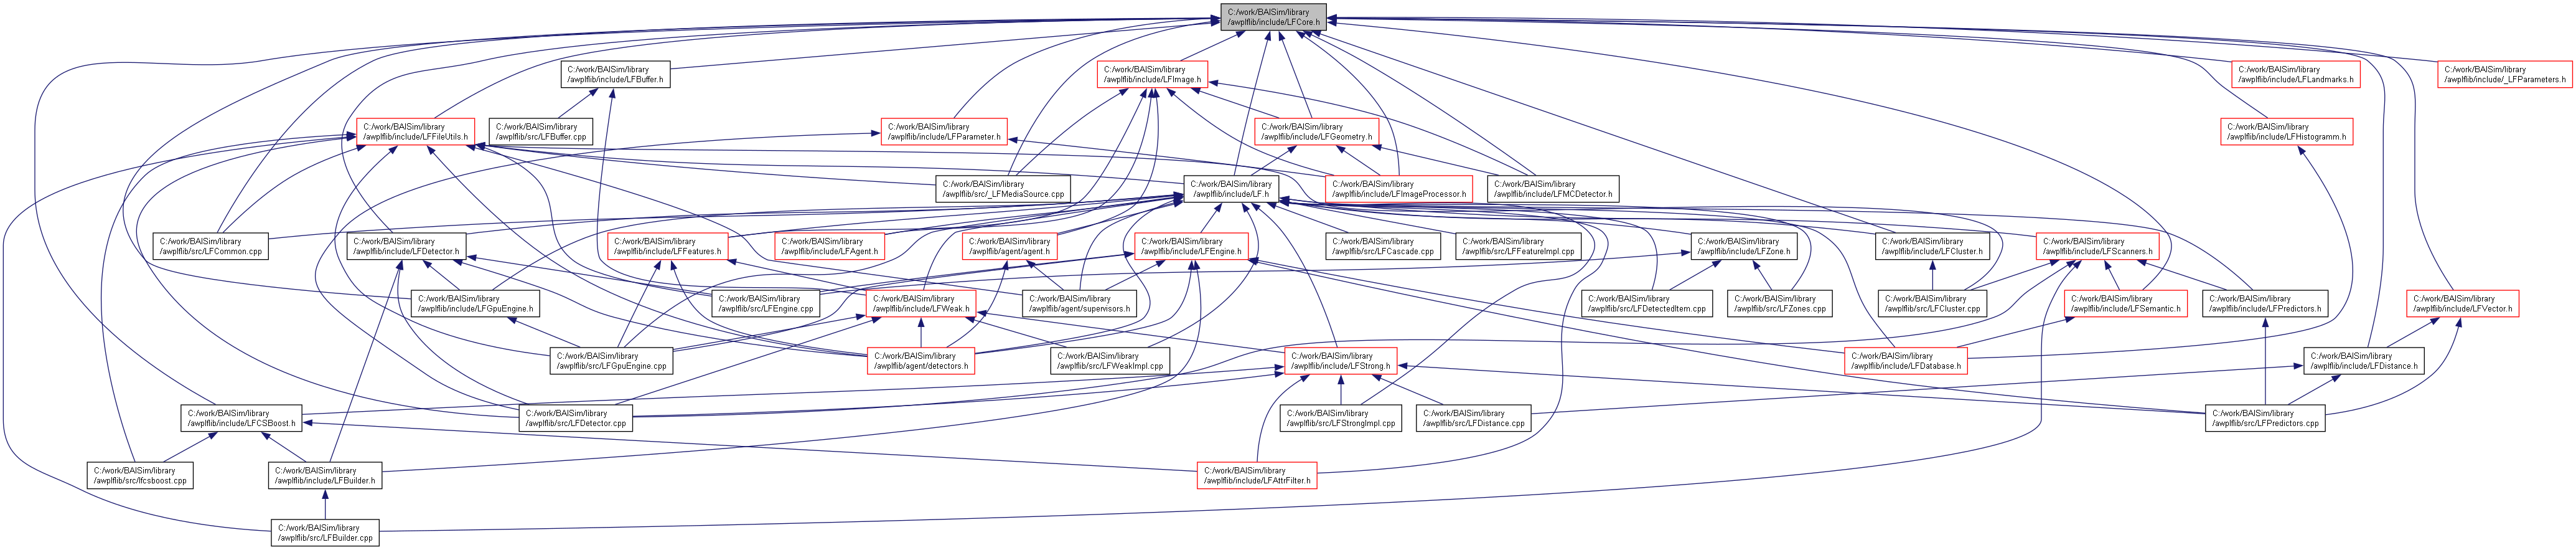 C:/work/BAISim/library
/awplflib/include/LFCore.h
C:/work/BAISim/library
/awplflib/include/LFBuffer.h
C:/work/BAISim/library
/awplflib/include/LFImage.h
C:/work/BAISim/library
/awplflib/include/LFLandmarks.h
C:/work/BAISim/library
/awplflib/include/_LFParameters.h
C:/work/BAISim/library
/awplflib/include/LFFileUtils.h
C:/work/BAISim/library
/awplflib/src/LFBuffer.cpp
C:/work/BAISim/library
/awplflib/include/LFParameter.h
C:/work/BAISim/library
/awplflib/include/LFGeometry.h
C:/work/BAISim/library
/awplflib/include/LFHistogramm.h
C:/work/BAISim/library
/awplflib/src/_LFMediaSource.cpp
C:/work/BAISim/library
/awplflib/include/LF.h
C:/work/BAISim/library
/awplflib/include/LFImageProcessor.h
C:/work/BAISim/library
/awplflib/include/LFMCDetector.h
C:/work/BAISim/library
/awplflib/src/LFCommon.cpp
C:/work/BAISim/library
/awplflib/include/LFDetector.h
C:/work/BAISim/library
/awplflib/include/LFFeatures.h
C:/work/BAISim/library
/awplflib/include/LFAgent.h
C:/work/BAISim/library
/awplflib/agent/agent.h
C:/work/BAISim/library
/awplflib/include/LFEngine.h
C:/work/BAISim/library
/awplflib/src/LFCascade.cpp
C:/work/BAISim/library
/awplflib/src/LFFeatureImpl.cpp
C:/work/BAISim/library
/awplflib/include/LFZone.h
C:/work/BAISim/library
/awplflib/include/LFCluster.h
C:/work/BAISim/library
/awplflib/include/LFScanners.h
C:/work/BAISim/library
/awplflib/include/LFGpuEngine.h
C:/work/BAISim/library
/awplflib/src/LFEngine.cpp
C:/work/BAISim/library
/awplflib/include/LFWeak.h
C:/work/BAISim/library
/awplflib/agent/supervisors.h
C:/work/BAISim/library
/awplflib/src/LFDetectedItem.cpp
C:/work/BAISim/library
/awplflib/src/LFZones.cpp
C:/work/BAISim/library
/awplflib/src/LFCluster.cpp
C:/work/BAISim/library
/awplflib/include/LFSemantic.h
C:/work/BAISim/library
/awplflib/include/LFPredictors.h
C:/work/BAISim/library
/awplflib/include/LFVector.h
C:/work/BAISim/library
/awplflib/src/LFGpuEngine.cpp
C:/work/BAISim/library
/awplflib/agent/detectors.h
C:/work/BAISim/library
/awplflib/src/LFWeakImpl.cpp
C:/work/BAISim/library
/awplflib/include/LFStrong.h
C:/work/BAISim/library
/awplflib/include/LFDatabase.h
C:/work/BAISim/library
/awplflib/include/LFDistance.h
C:/work/BAISim/library
/awplflib/include/LFCSBoost.h
C:/work/BAISim/library
/awplflib/src/LFDetector.cpp
C:/work/BAISim/library
/awplflib/src/LFStrongImpl.cpp
C:/work/BAISim/library
/awplflib/src/LFDistance.cpp
C:/work/BAISim/library
/awplflib/src/LFPredictors.cpp
C:/work/BAISim/library
/awplflib/src/lfcsboost.cpp
C:/work/BAISim/library
/awplflib/include/LFBuilder.h
C:/work/BAISim/library
/awplflib/include/LFAttrFilter.h
C:/work/BAISim/library
/awplflib/src/LFBuilder.cpp